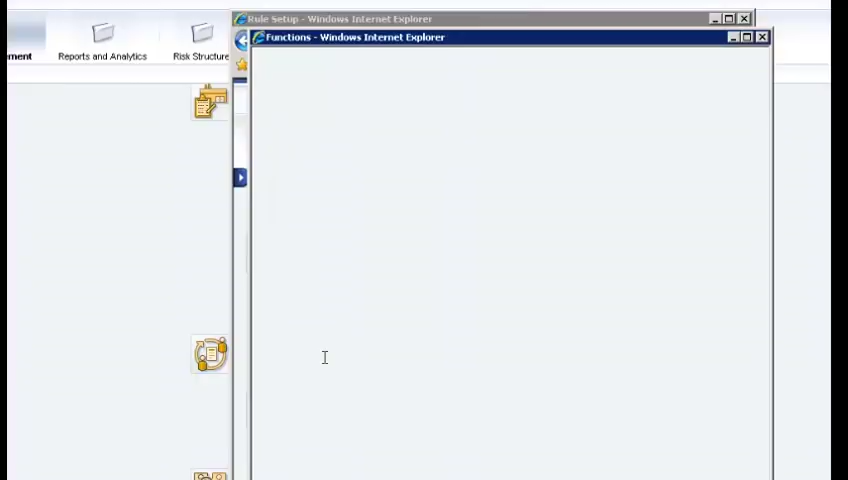 Rule Setup - Windows Internet Explorer
Functions - Windows Internet Explorer
ement
Reports and Analytics
Risk Structure